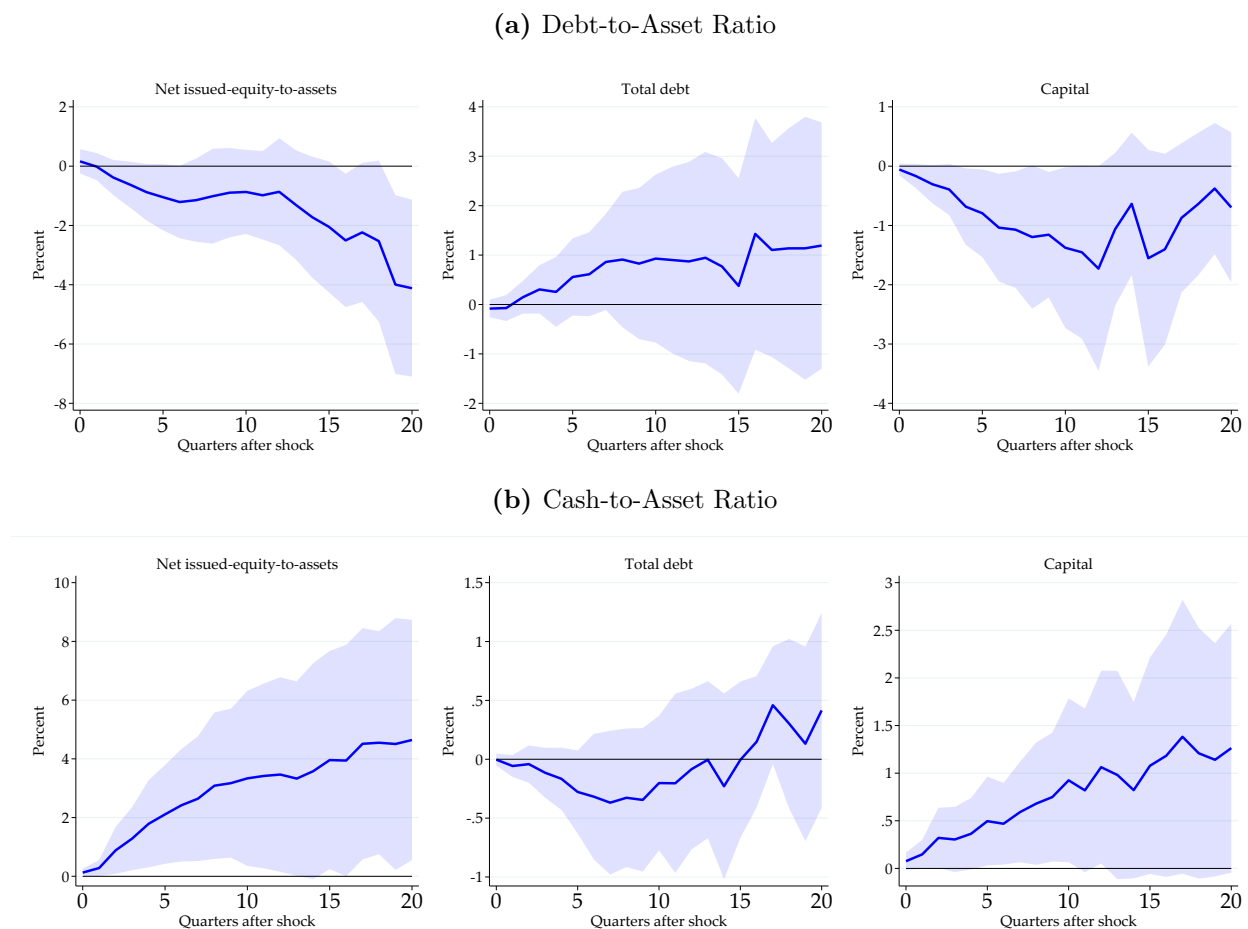 (a) Debt-to-Asset Ratio
Net issued-equity-to-assets
2
0
-2
-4
-6
-8
Percent
0 5 10 15 20
Quarters after shock
Total debt
4
3
2
1
0
-1
-2
Percent
0 5 10 15 20
Quarters after shock
Capital
1
0
-1
-2
-3
-4
Percent
0 5 10 15 20
Quarters after shock
(b) Cash-to-Asset Ratio
Net issued-equity-to-assets
10
8
6
4
2
0
Percent
0 5 10 15 20
Quarters after shock
Total debt
1.5
1
.5
0
-.5
-1
Percent
0 5 10 15 20
Quarters after shock
Capital
3
2.5
2
1.5
1
.5
0
Percent
0 5 10 15 20
Quarters after shock